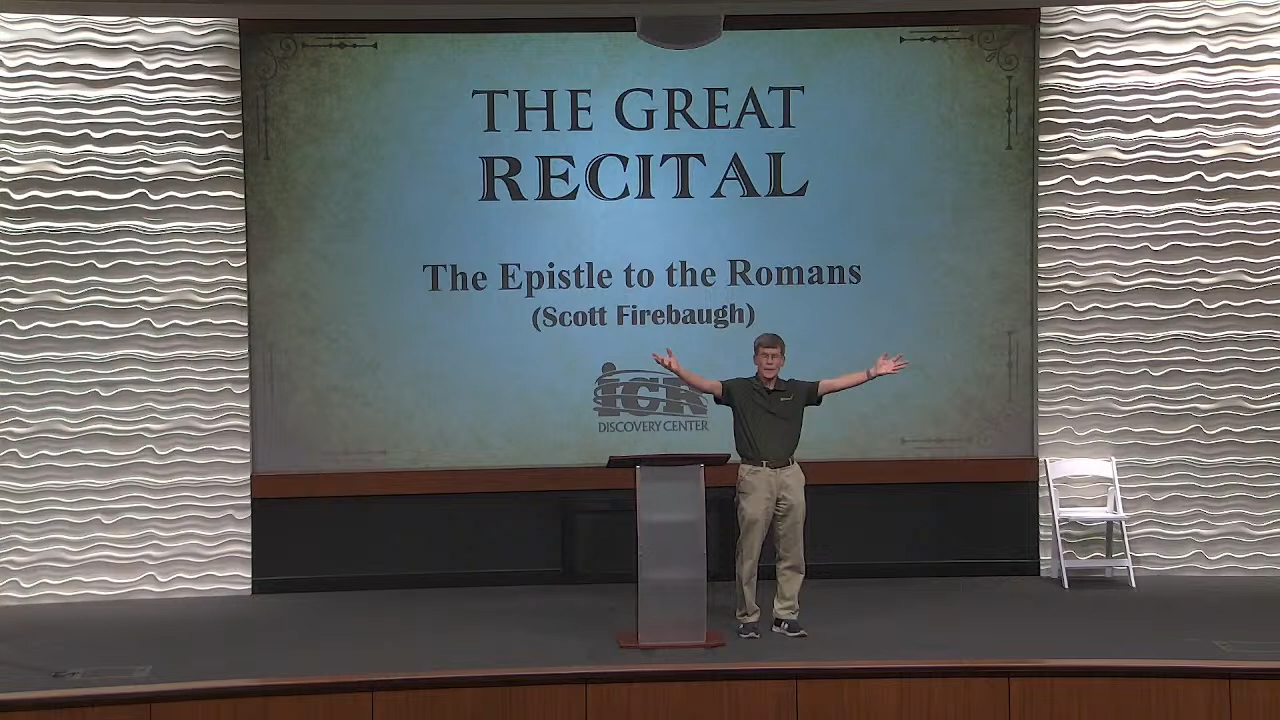 THE GREAT
RECITAL
The Epistle to the Romans
(Scott Firebaugh)
ICR
DISCOVERY CENTER